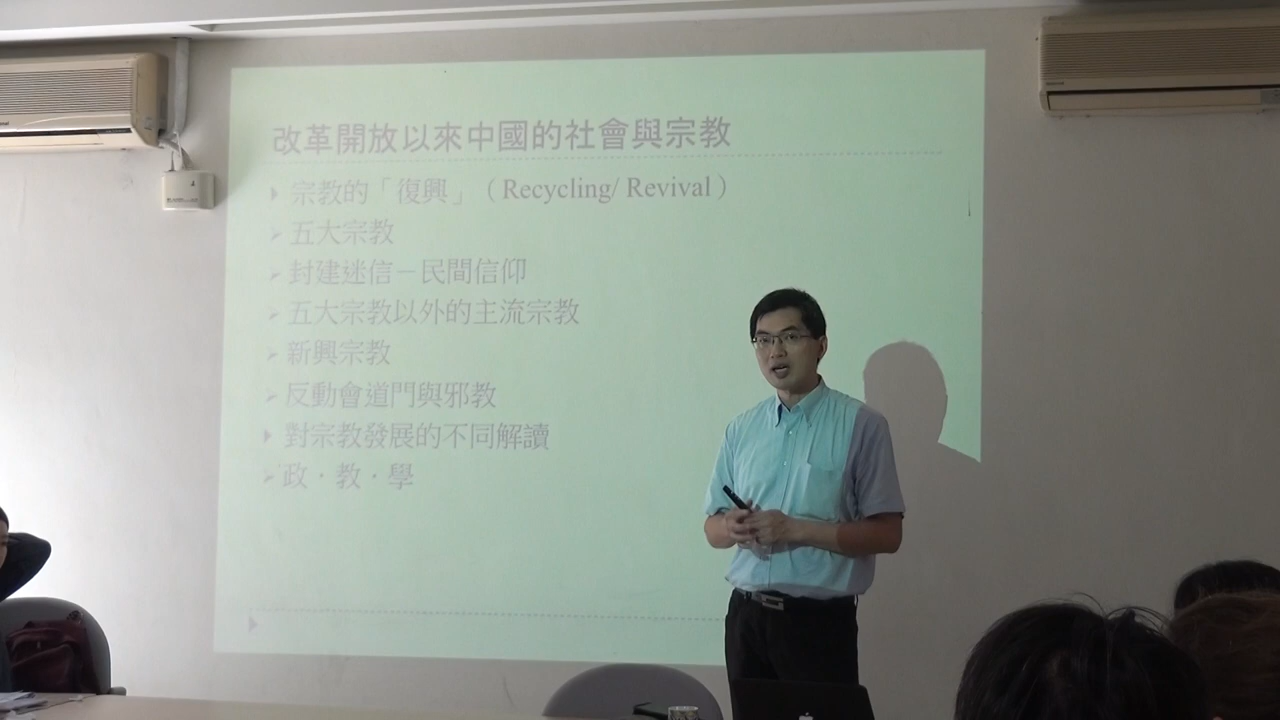 改革開放以來中國的社會與宗教
宗教的「復興」（Recycling/ Revival）
五大宗教
封建迷信－民間信仰
五大宗教以外的主流宗教
新興宗教
反動會道門與邪教
對宗教發展的不同解讀
政．教．學